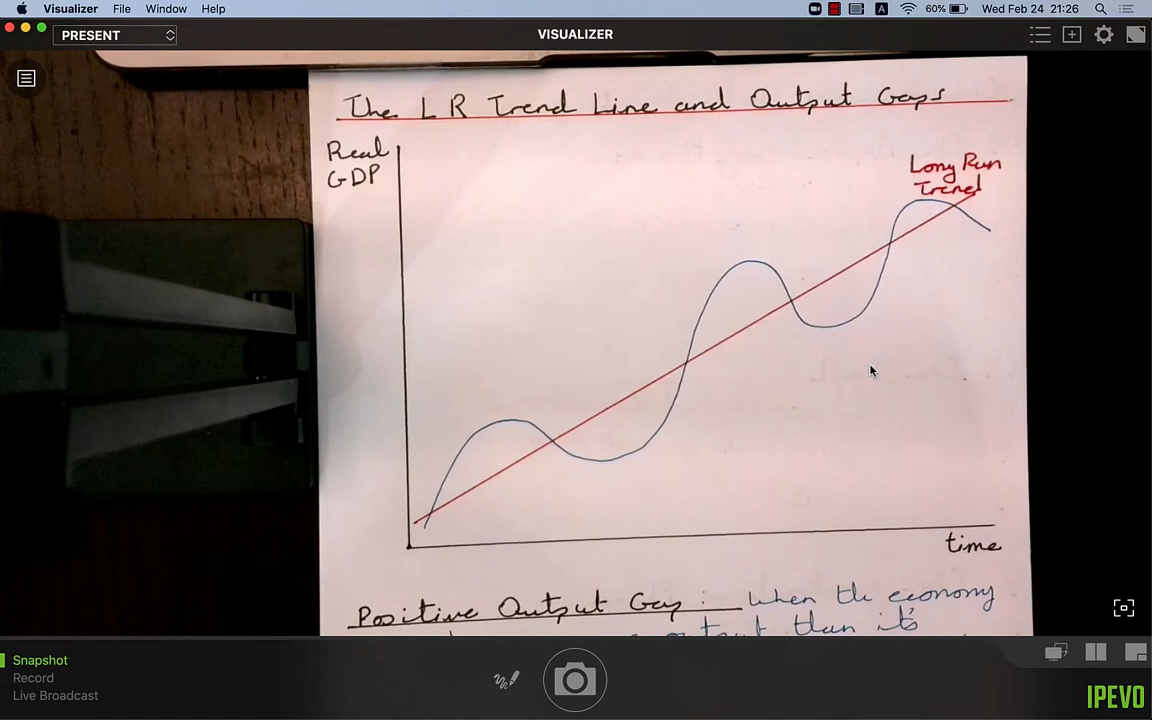 Visualizer File Window Help A 60% Wed Feb 24 21:26
PRESENT
VISUALIZER
The LR Trend Line and Output Gaps
Real
GDP
Long Run
Trend
time
Positive Output Gap : When the economy
output than it's
Snapshot
Record
Live Broadcast
IPEVO